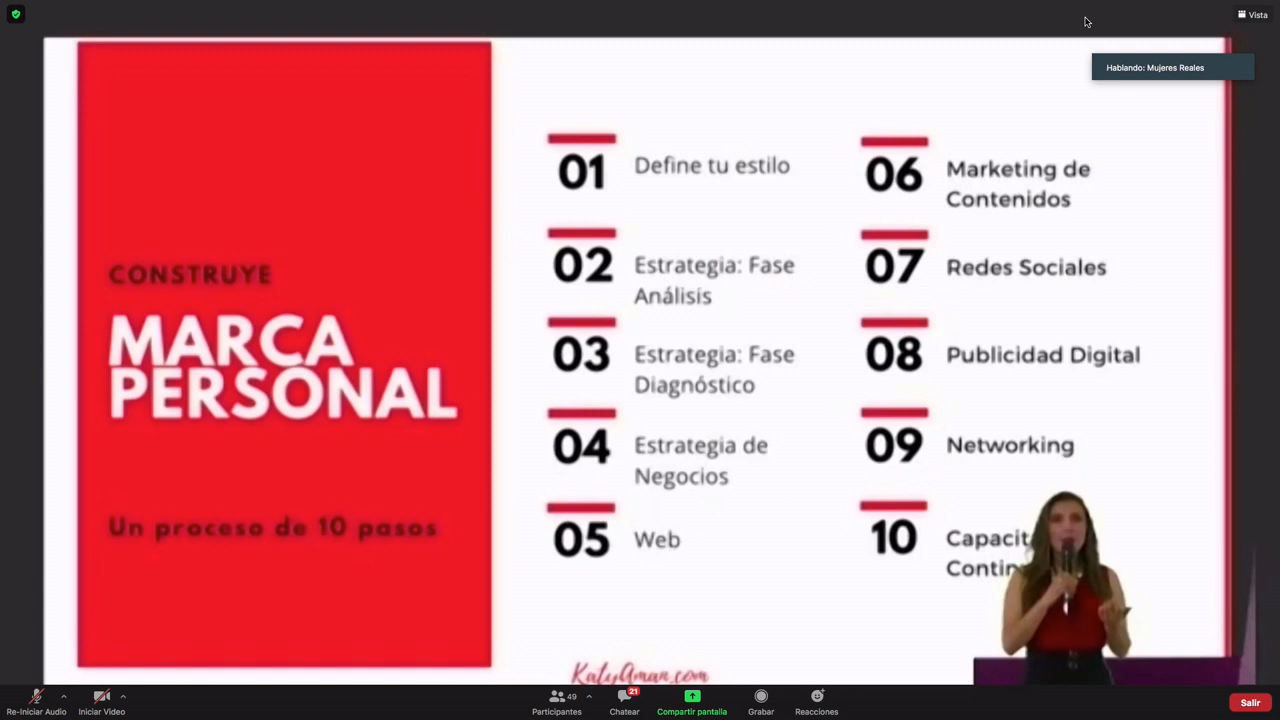 Vista
Hablando: Mujeres Reales
CONSTRUYE
MARCA
PERSONAL
Un proceso de 10 pasos
01 Define tu estilo
02 Estrategia: Fase
Análisis
03 Estrategia: Fase
Diagnóstico
04 Estrategia de
Negocios
05 Web
06 Marketing de
Contenidos
07 Redes Sociales
08 Publicidad Digital
09 Networking
10
KatyAman.com
Re-Iniciar Audio
Iniciar Video
49
Participantes
21
Chatear
Compartir pantalla
Grabar
Reacciones
Salir